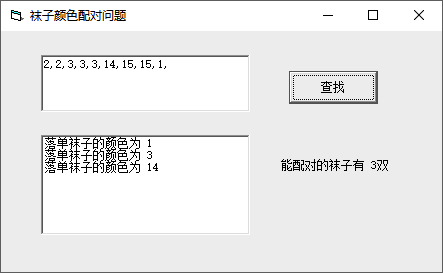 袜子颜色配对问题
2,2,3,3,3,14,15,15,1,
查找
落单袜子的颜色为 1
落单袜子的颜色为 3
落单袜子的颜色为 14
能配对的袜子有 3双